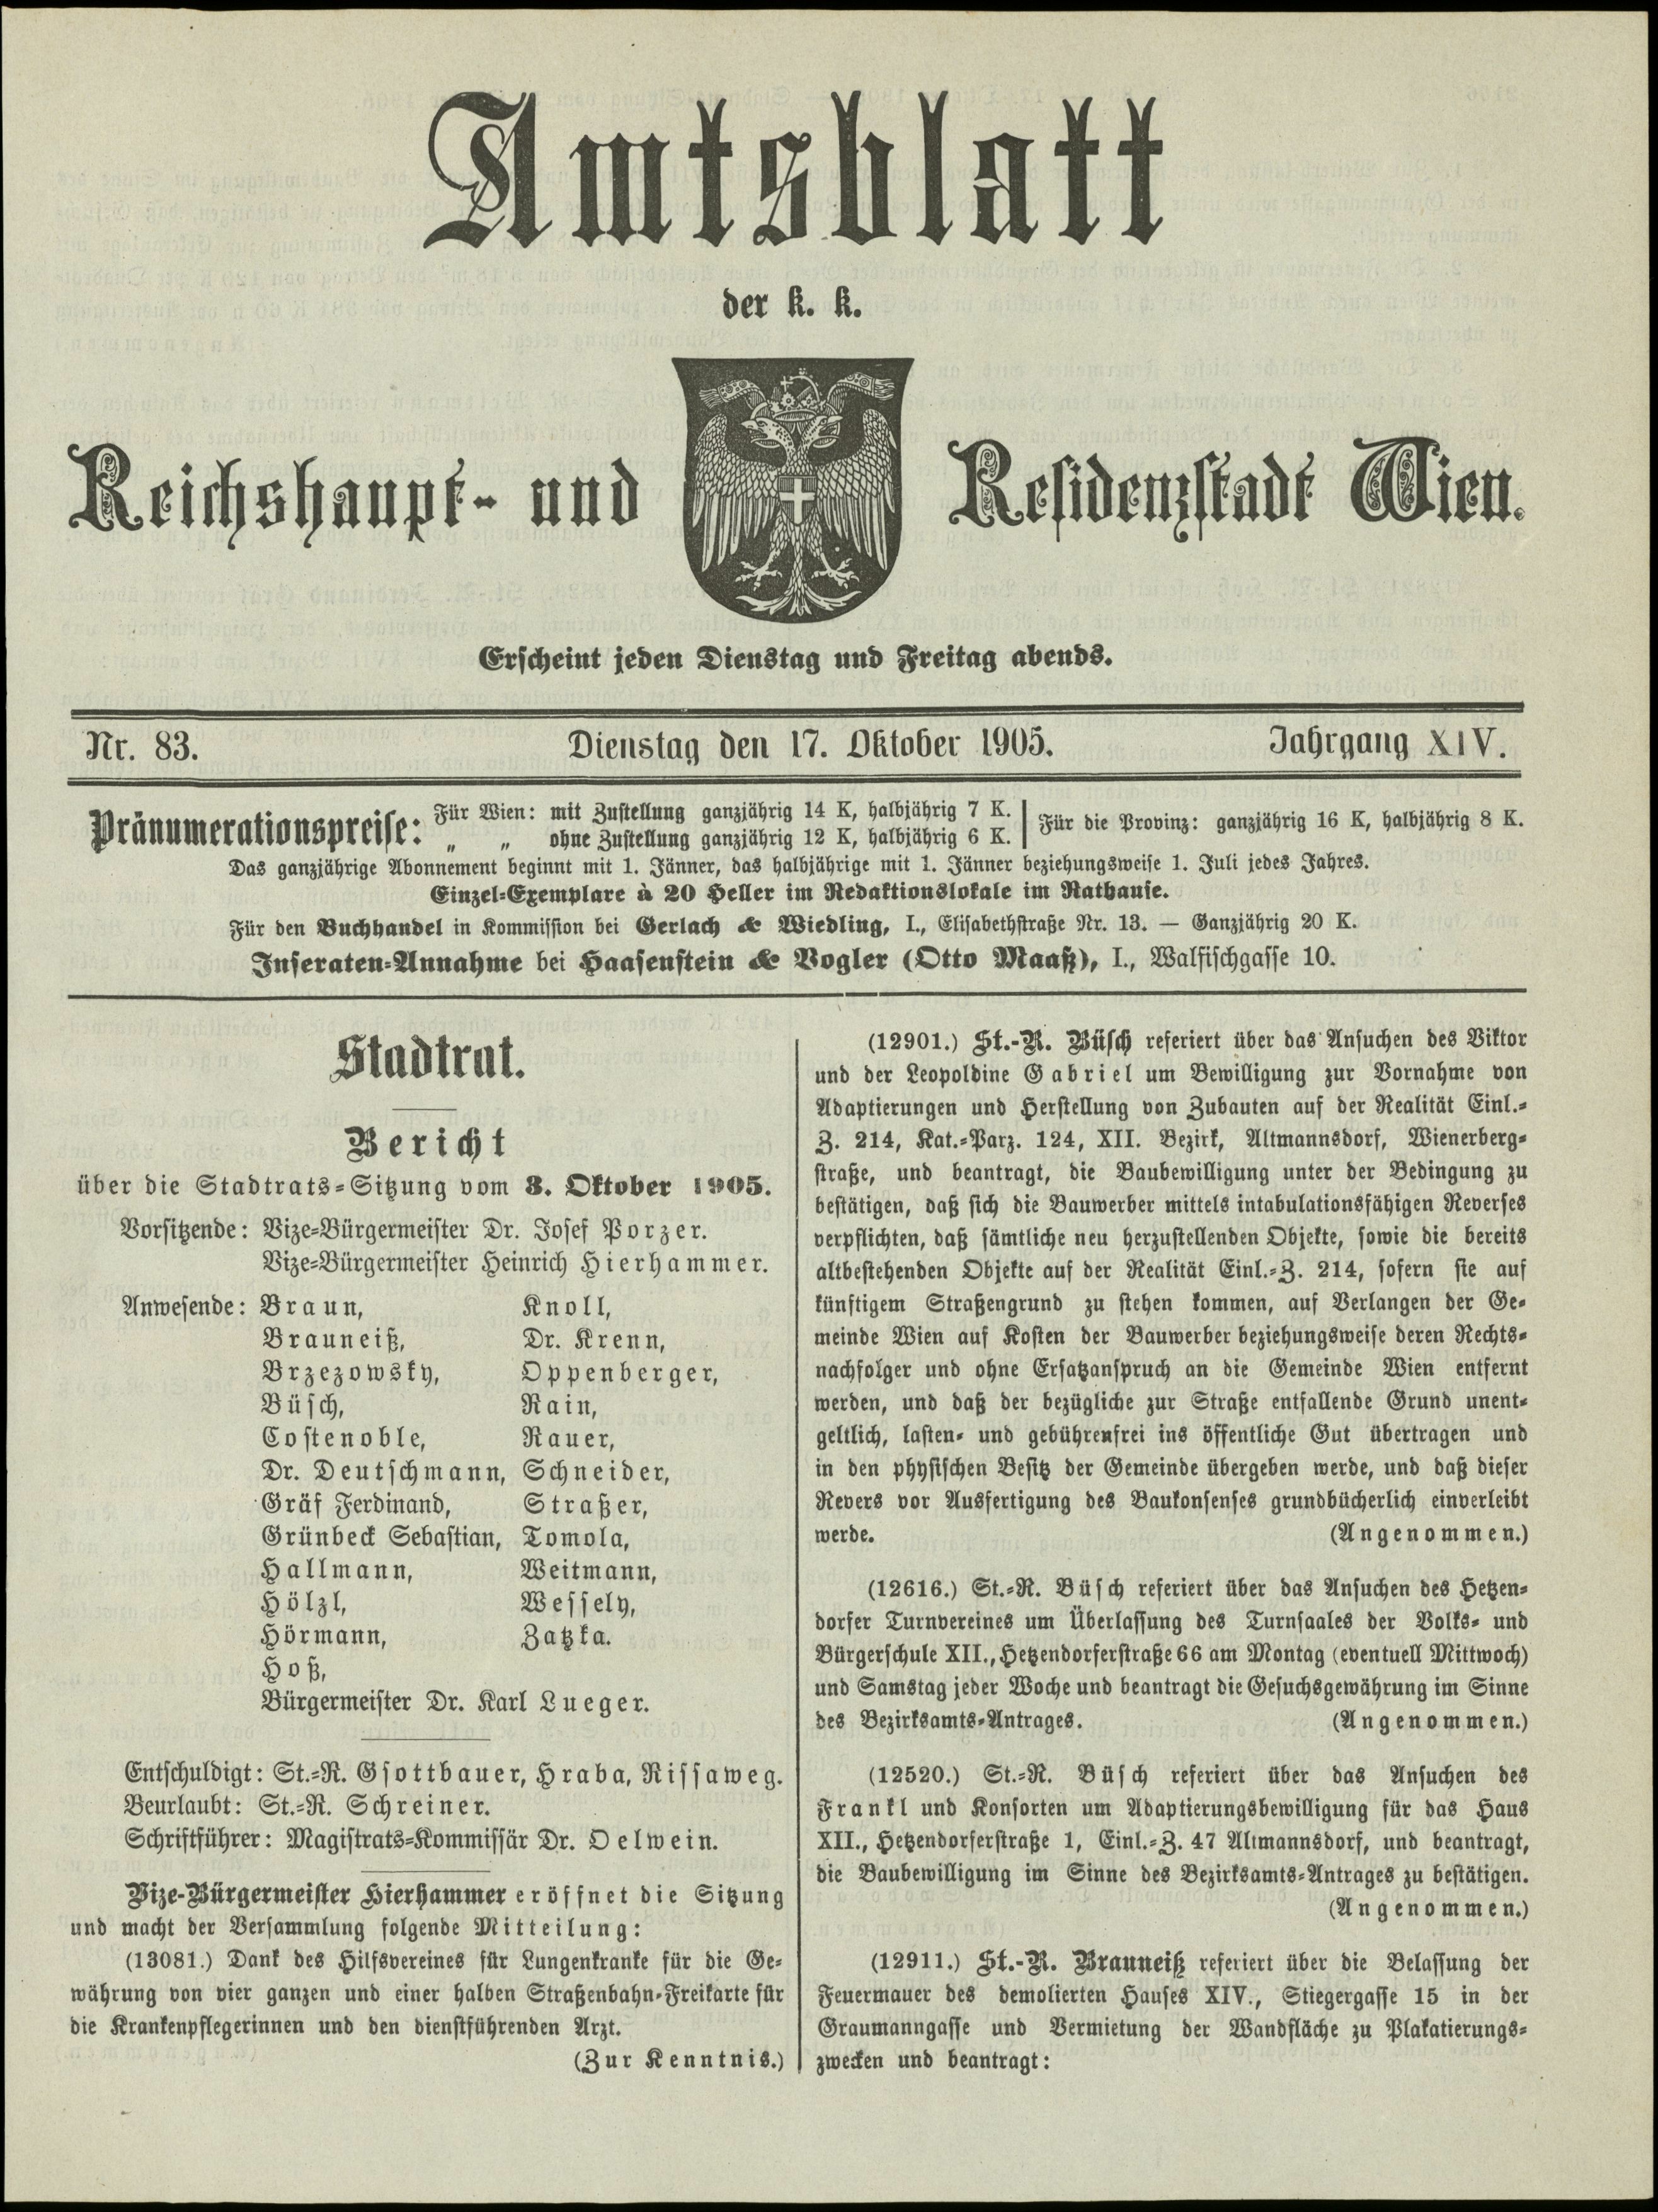 Amtsblatt
der k. k.
Reichshaupt- und Residenzstadt Wien.
Erscheint jeden Dienstag und Freitag abends.
Nr. 83. Dienstag den 17. Oktober 1905. Jahrgang XIV.
Pränumerationspreise: Für Wien: mit Zustellung ganzjährig 14 K, halbjährig 7 K.
„ „ ohne Zustellung ganzjährig 12 K, halbjährig 6 K.
Für die Provinz: ganzjährig 16 K, halbjährig 8 K.
Das ganzjährige Abonnement beginnt mit 1. Jänner, das halbjährige mit 1. Jänner beziehungsweise 1. Juli jedes Jahres.
Einzel-Exemplare à 20 Heller im Redaktionslokale im Rathause.
Für den Buchhandel in Kommission bei Gerlach & Wiedling, I., Elisabethstraße Nr. 13. — Ganzjährig 20 K.
Inseraten-Annahme bei Haasenstein & Vogler (Otto Maaß), I., Walfischgasse 10.
Stadtrat.
Bericht
über die Stadtrats-Sitzung vom 3. Oktober 1905.
Vorsitzende: Vize-Bürgermeister Dr. Josef Porzer.
Vize-Bürgermeister Heinrich Hierhammer.
Anwesende: Braun, Knoll,
Brauneiß, Dr. Krenn,
Brzezowsky, Oppenberger,
Büsch, Rain,
Costenoble, Rauer,
Dr. Deutschmann, Schneider,
Gräf Ferdinand, Straßer,
Grünbeck Sebastian, Tomola,
Hallmann, Weitmann,
Hölzl, Wessely,
Hörmann, Zatzka.
Hoß,
Bürgermeister Dr. Karl Lueger.
Entschuldigt: St.-R. Gsottbauer, Hraba, Rissaweg.
Beurlaubt: St.-R. Schreiner.
Schriftführer: Magistrats-Kommissär Dr. Oelwein.
Vize-Bürgermeister Hierhammer eröffnet die Sitzung
und macht der Versammlung folgende Mitteilung:
(13081.) Dank des Hilfsvereines für Lungenkranke für die Ge-
währung von vier ganzen und einer halben Straßenbahn-Freikarte für
die Krankenpflegerinnen und den dienstführenden Arzt.
(Zur Kenntnis.)
(12901.) St.-R. Büsch referiert über das Ansuchen des Viktor
und der Leopoldine Gabriel um Bewilligung zur Vornahme von
Adaptierungen und Herstellung von Zubauten auf der Realität Einl.-
Z. 214, Kat.-Parz. 124, XII. Bezirk, Altmannsdorf, Wienerberg-
straße, und beantragt, die Baubewilligung unter der Bedingung zu
bestätigen, daß sich die Bauwerber mittels intabulationsfähigen Reverses
verpflichten, daß sämtliche neu herzustellenden Objekte, sowie die bereits
altbestehenden Objekte auf der Realität Einl.-Z. 214, sofern sie auf
künftigem Straßengrund zu stehen kommen, auf Verlangen der Ge-
meinde Wien auf Kosten der Bauwerber beziehungsweise deren Rechts-
nachfolger und ohne Ersatzanspruch an die Gemeinde Wien entfernt
werden, und daß der bezügliche zur Straße entfallende Grund unent-
geltlich, lasten- und gebührenfrei ins öffentliche Gut übertragen und
in den physischen Besitz der Gemeinde übergeben werde, und daß dieser
Revers vor Ausfertigung des Baukonsenses grundbücherlich einverleibt
werde. (Angenommen.)
(12616.) St.-R. Büsch referiert über das Ansuchen des Hetzen-
dorfer Turnvereines um Überlassung des Turnsaales der Volks- und
Bürgerschule XII., Hetzendorferstraße 66 am Montag (eventuell Mittwoch)
und Samstag jeder Woche und beantragt die Gesuchsgewährung im Sinne
des Bezirksamts-Antrages. (Angenommen.)
(12520.) St.-R. Büsch referiert über das Ansuchen des
Frankl und Konsorten um Adaptierungsbewilligung für das Haus
XII., Hetzendorferstraße 1, Einl.-Z. 47 Altmannsdorf, und beantragt,
die Baubewilligung im Sinne des Bezirksamts-Antrages zu bestätigen.
(Angenommen.)
(12911.) St.-R. Brauneiß referiert über die Belassung der
Feuermauer des demolierten Hauses XIV., Stiegergasse 15 in der
Graumanngasse und Vermietung der Wandfläche zu Plakatierungs-
zwecken und beantragt: